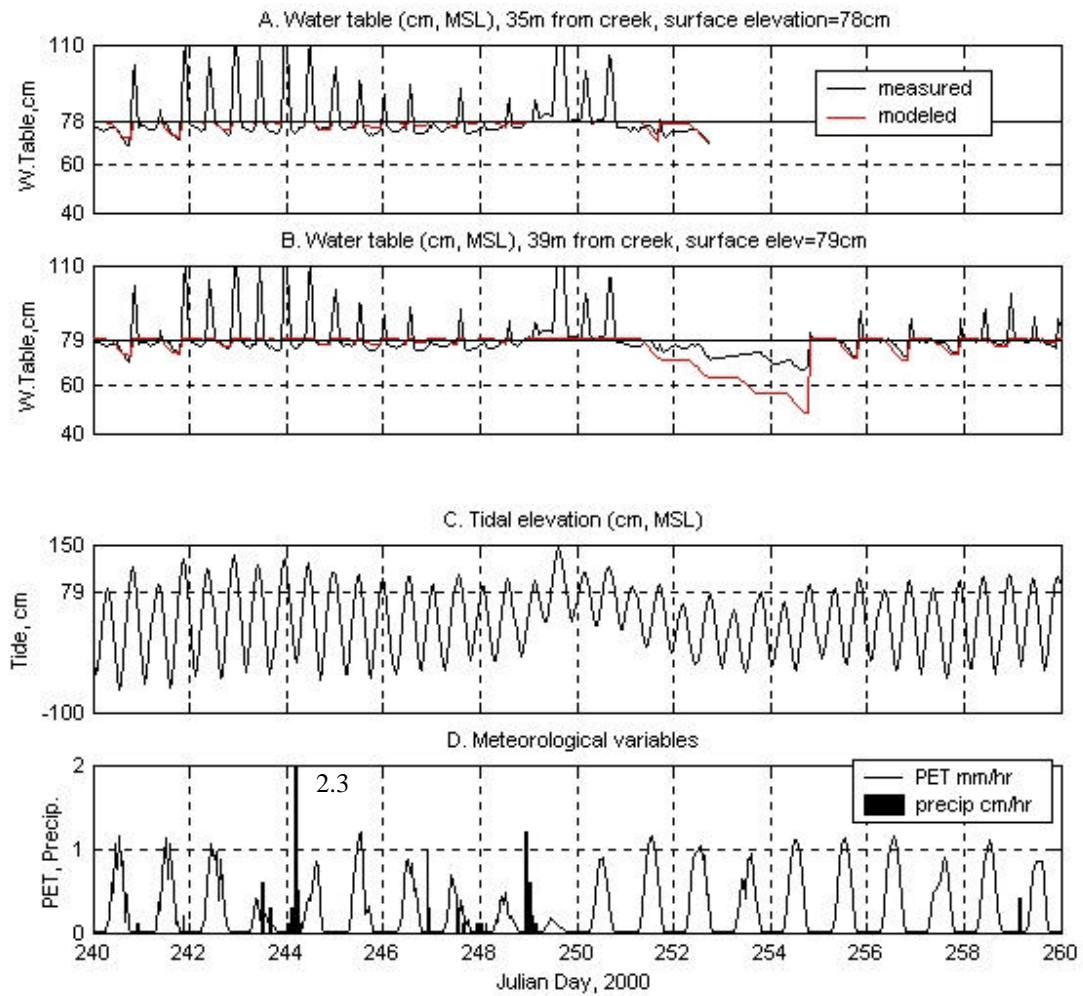 A. Water table (cm, MSL), 35m from creek, surface elevation=78cm
110
78
60
40
W.Table,cm
measured
modeled
B. Water table (cm, MSL), 39m from creek, surface elev=79cm
110
79
60
40
W.Table,cm
C. Tidal elevation (cm, MSL)
150
79
-100
Tide, cm
D. Meteorological variables
2
1
0
PET, Precip.
2.3
PET mm/hr
precip cm/hr
240 242 244 246 248 250 252 254 256 258 260
Julian Day, 2000